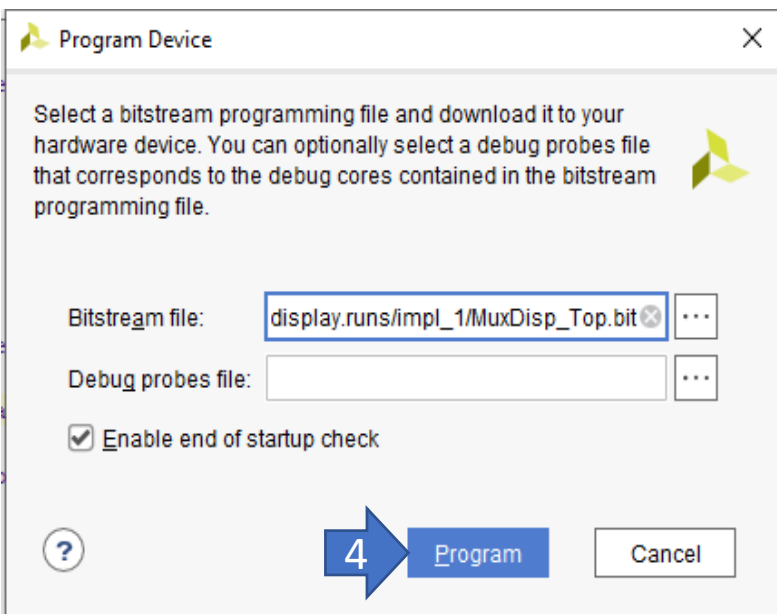 Program Device
Select a bitstream programming file and download it to your
hardware device. You can optionally select a debug probes file
that corresponds to the debug cores contained in the bitstream
programming file.
Bitstream file: display.runs/impl_1/MuxDisp_Top.bit ...
Debug probes file: ...
Enable end of startup check
? 4 Program Cancel